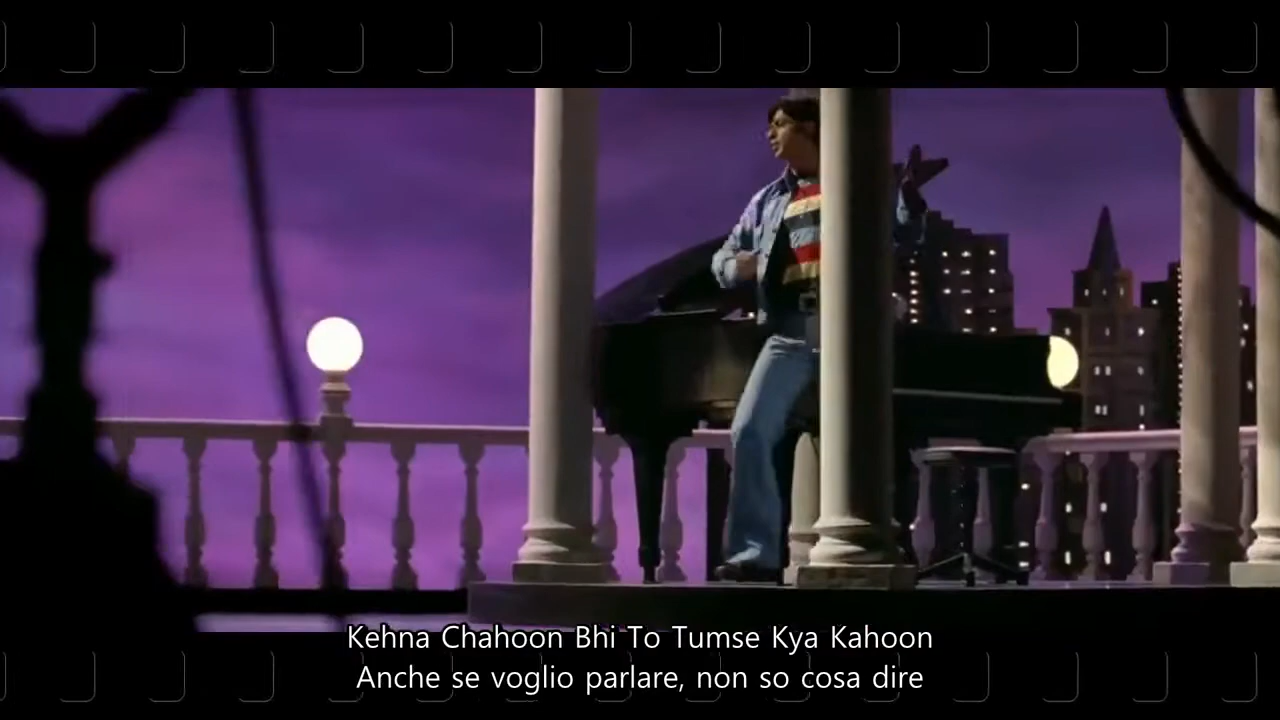 Kehna Chahoon Bhi To Tumse Kya Kahoon
Anche se voglio parlare, non so cosa dire